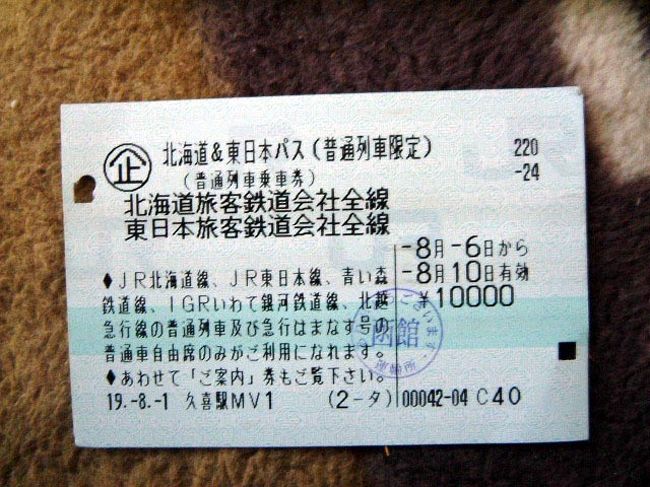 企 北海道&東日本パス(普通列車限定) 220
(普通列車乗車券) -24
北海道旅客鉄道会社全線
東日本旅客鉄道会社全線
-8月-6日から
◆JR北海道線、JR東日本線、青い森 -8月10日有効
鉄道線、IGRいわて銀河鉄道線、北越 ¥10000
急行線の普通列車及び急行はまなす号の
普通車自由席のみがご利用になれます。
函館
運輸所
◆あわせて「ご案内」券もご覧下さい。
19.-8.-1 久喜駅MV1 (2-タ) 00042-04 C40